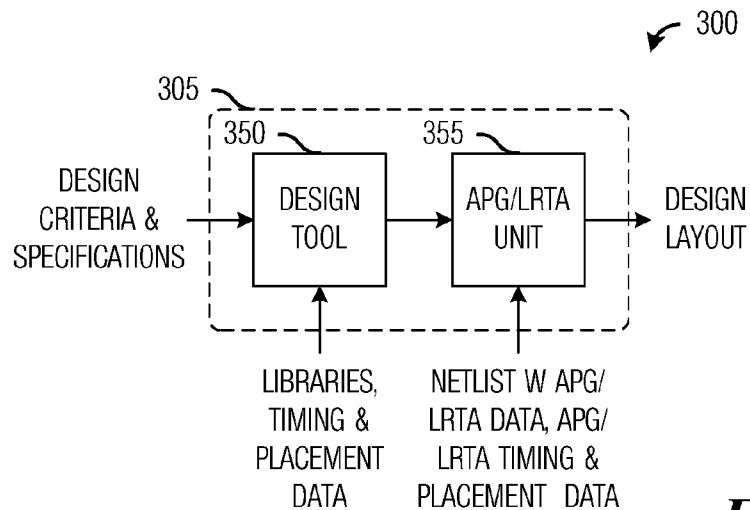 300
305
350
355
DESIGN
CRITERIA &
SPECIFICATIONS
DESIGN
TOOL
APG/LRTA
UNIT
DESIGN
LAYOUT
LIBRARIES,
TIMING &
PLACEMENT
DATA
NETLIST W APG/
LRTA DATA, APG/
LRTA TIMING &
PLACEMENT DATA